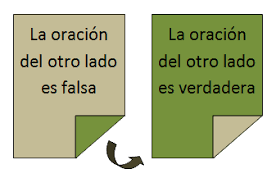 La oración
del otro lado
es falsa
La oración
del otro lado
es verdadera